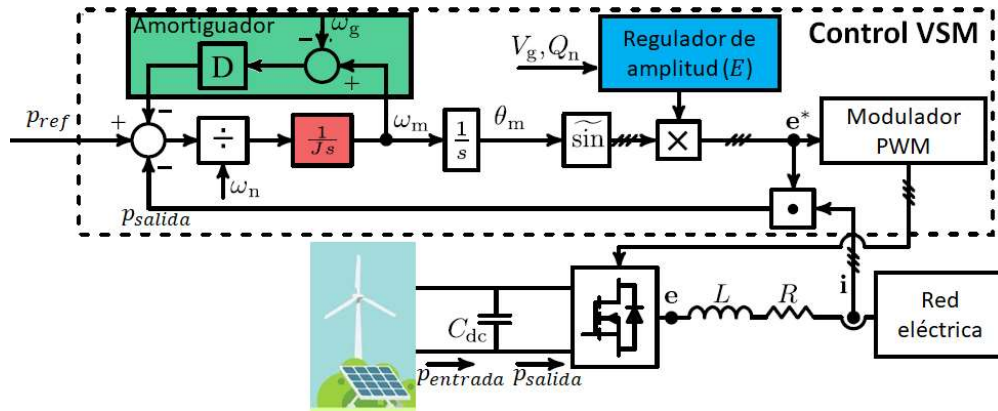 Amortiguador
ω_g
−
Control VSM
D
+
V_g, Q_n
Regulador de
amplitud (E)
p_ref
+
−
−
÷
1/Js
ω_m
1/s
θ_m
s͠in
×
e*
Modulador
PWM
ω_n
p_salida
•
i
e
L
R
C_dc
Red
eléctrica
p_entrada
p_salida